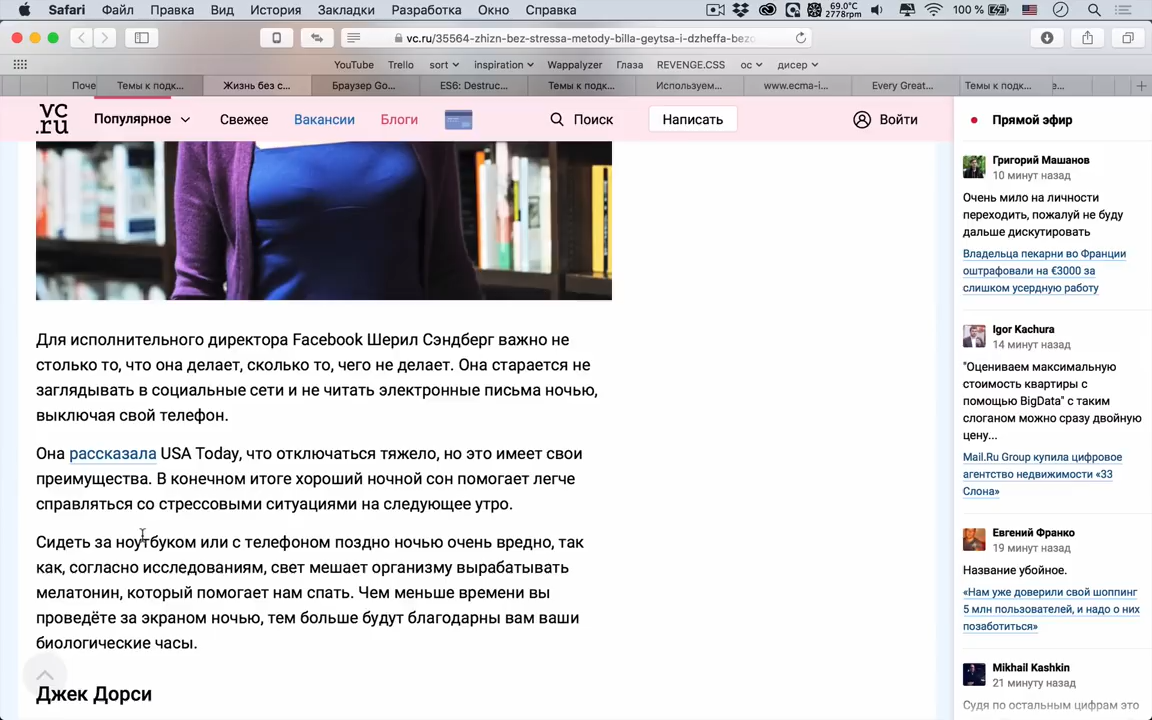 Safari Файл Правка Вид История Закладки Разработка Окно Справка
69.0°C
2778rpm
100 %
vc.ru/35564-zhizn-bez-stressa-metody-billa-geytsa-i-dzheffa-bezo
YouTube Trello sort inspiration Wappalyzer Глаза REVENGE.CSS ос дисер
Поче Темы к подк... Жизнь без с... Браузер Go... ES6: Destruc... Темы к подк... Используем... www.ecma-i... Every Great... Темы к подк... е...
vc.ru
Популярное Свежее Вакансии Блоги Поиск Написать Войти
Для исполнительного директора Facebook Шерил Сэндберг важно не
столько то, что она делает, сколько то, чего не делает. Она старается не
заглядывать в социальные сети и не читать электронные письма ночью,
выключая свой телефон.
Она рассказала USA Today, что отключаться тяжело, но это имеет свои
преимущества. В конечном итоге хороший ночной сон помогает легче
справляться со стрессовыми ситуациями на следующее утро.
Сидеть за ноутбуком или с телефоном поздно ночью очень вредно, так
как, согласно исследованиям, свет мешает организму вырабатывать
мелатонин, который помогает нам спать. Чем меньше времени вы
проведёте за экраном ночью, тем больше будут благодарны вам ваши
биологические часы.
Джек Дорси
Прямой эфир
Григорий Машанов
10 минут назад
Очень мило на личности
переходить, пожалуй не буду
дальше дискутировать
Владельца пекарни во Франции
оштрафовали на €3000 за
слишком усердную работу
Igor Kachura
14 минут назад
"Оцениваем максимальную
стоимость квартиры с
помощью BigData" с таким
слоганом можно сразу двойную
цену...
Mail.Ru Group купила цифровое
агентство недвижимости «33
Слона»
Евгений Франко
19 минут назад
Название убойное.
«Нам уже доверили свой шоппинг
5 млн пользователей, и надо о них
позаботиться»
Mikhail Kashkin
21 минуту назад
Судя по остальным цифрам это